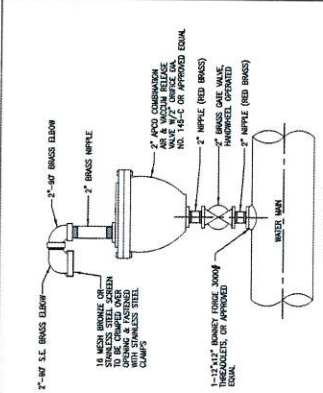 2"-90° S.E. BRASS ELBOW
2"-90° BRASS ELBOW
2" BRASS NIPPLE
16 MESH BRONZE OR
STAINLESS STEEL SCREEN
TO BE CRIMPED OVER
OPENING & FASTENED
WITH STAINLESS STEEL
CLAMPS
2" APCO COMBINATION
AIR & VACCUM RELEASE
VALVE W/2" ORIFICE DIA.
NO. 145-C OR APPROVED EQUAL
2" NIPPLE (RED BRASS)
2" BRASS GATE VALVE,
HANDWHEEL OPERATED
2" NIPPLE (RED BRASS)
1-12"x12" BONNEY FORGE 3000#
THREADOLETS, OR APPROVED
EQUAL
WATER MAIN